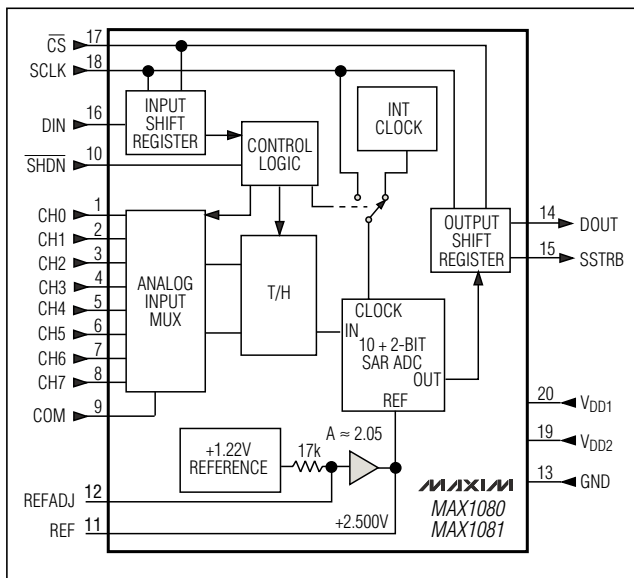 CS
17
SCLK
18
DIN
16
INPUT
SHIFT
REGISTER
SHDN
10
CONTROL
LOGIC
INT
CLOCK
CH0
1
CH1
2
CH2
3
CH3
4
CH4
5
CH5
6
CH6
7
CH7
8
COM
9
ANALOG
INPUT
MUX
T/H
CLOCK
IN
10 + 2-BIT
SAR ADC
OUT
REF
OUTPUT
SHIFT
REGISTER
14
DOUT
15
SSTRB
20
VDD1
19
VDD2
13
GND
+1.22V
REFERENCE
17k
A ≈ 2.05
REFADJ
12
REF
11
+2.500V
MAXIM
MAX1080
MAX1081